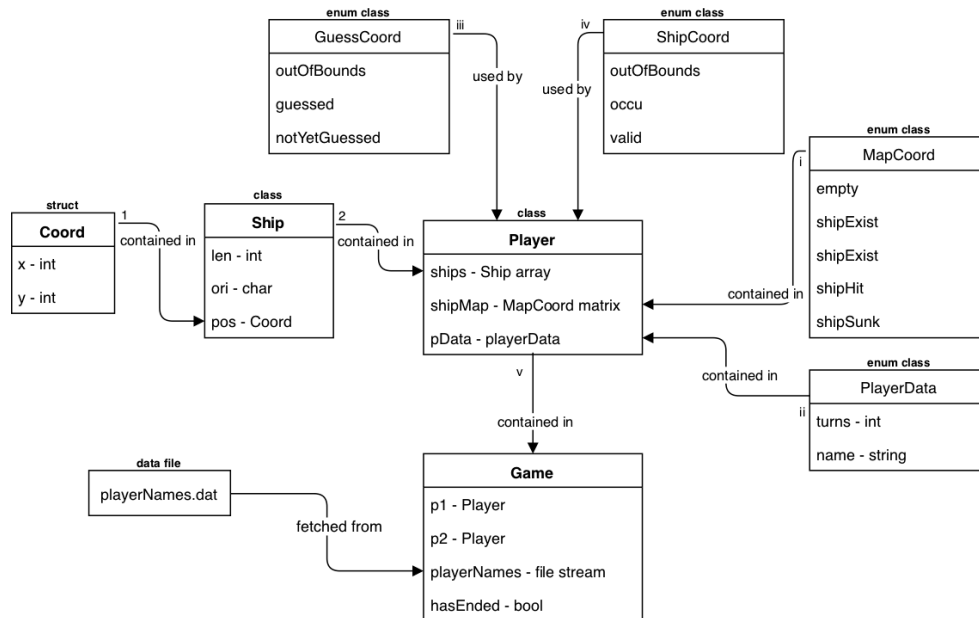 enum class
GuessCoord
iii
outOfBounds
guessed
notYetGuessed
used by
enum class
iv
ShipCoord
outOfBounds
occu
valid
used by
enum class
MapCoord
i
empty
shipExist
shipExist
shipHit
shipSunk
contained in
struct
Coord
x - int
y - int
1
contained in
class
Ship
len - int
ori - char
pos - Coord
2
contained in
class
Player
ships - Ship array
shipMap - MapCoord matrix
pData - playerData
v
contained in
enum class
PlayerData
turns - int
name - string
ii
contained in
data file
playerNames.dat
fetched from
Game
p1 - Player
p2 - Player
playerNames - file stream
hasEnded - bool